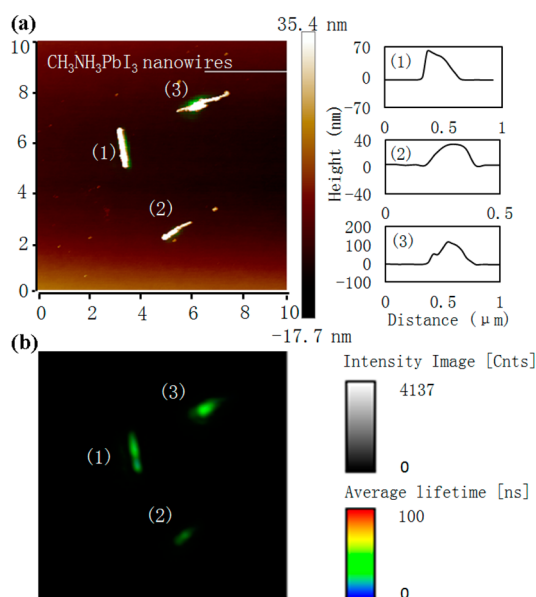 (a)
35.4 nm
CH₃NH₃PbI₃ nanowires
(3)
(1)
(2)
10
8
6
4
2
0
0 2 4 6 8 10
-17.7 nm
Height (nm)
(1)
70
0
-70
0 0.5 1
(2)
40
0
-40
0 0.5
(3)
200
100
0
-100
0 0.5 1
Distance (μm)
(b)
(3)
(1)
(2)
Intensity Image [Cnts]
4137
0
Average lifetime [ns]
100
0